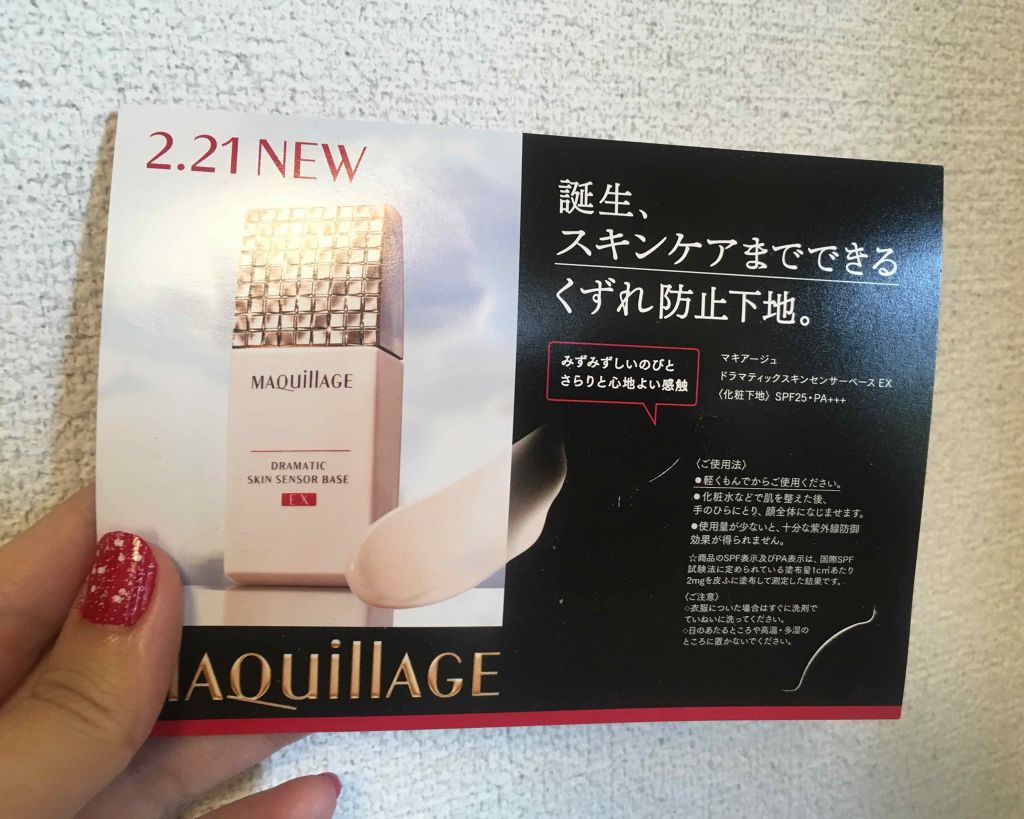 2.21 NEW
MAQuillAGE
DRAMATIC
SKIN SENSOR BASE
EX
AQuillAGE
誕生、
スキンケアまでできる
くずれ防止下地。
みずみずしいのびと
さらりと心地よい感触
マキアージュ
ドラマティックスキンセンサーベース EX
〈化粧下地〉 SPF25・PA+++
〈ご使用法〉
●軽くもんでからご使用ください。
●化粧水などで肌を整えた後、
手のひらにとり、顔全体になじませます。
●使用量が少ないと、十分な紫外線防御
効果が得られません。
☆商品のSPF表示及びPA表示は、国際SPF
試験法に定められている塗布量1c㎡あたり
2mgを皮ふに塗布して測定した結果です。
〈ご注意〉
◇衣服についた場合はすぐに洗剤で
ていねいに洗ってください。
◇日のあたるところや高温・多湿の
ところに置かないでください。